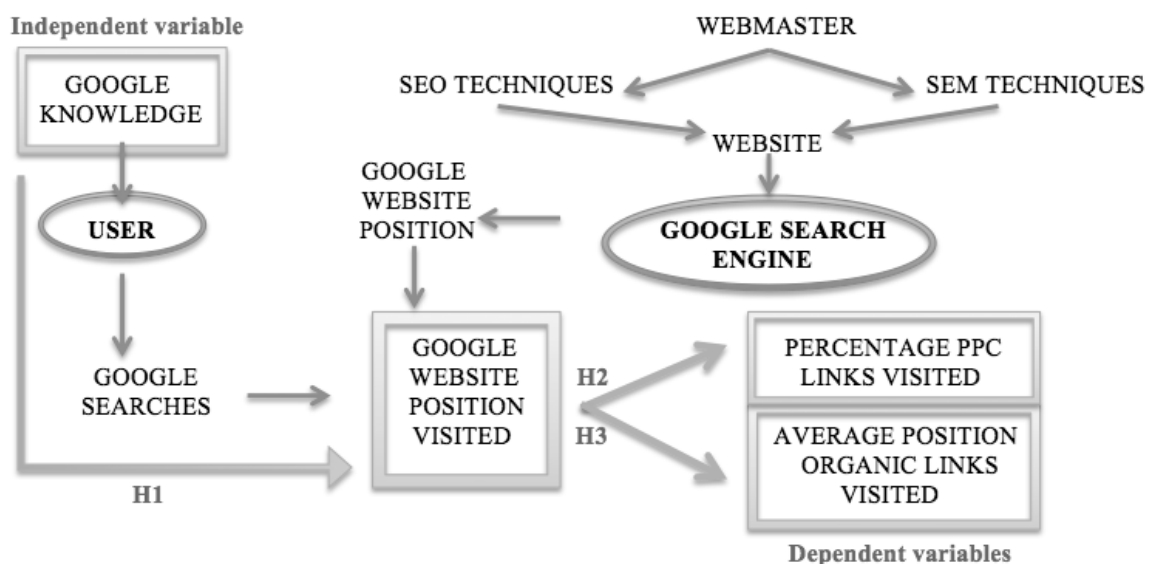 Independent variable
GOOGLE
KNOWLEDGE
USER
GOOGLE
SEARCHES
H1
WEBMASTER
SEO TECHNIQUES
SEM TECHNIQUES
WEBSITE
GOOGLE SEARCH
ENGINE
GOOGLE
WEBSITE
POSITION
GOOGLE
WEBSITE
POSITION
VISITED
H2
H3
PERCENTAGE PPC
LINKS VISITED
AVERAGE POSITION
ORGANIC LINKS
VISITED
Dependent variables